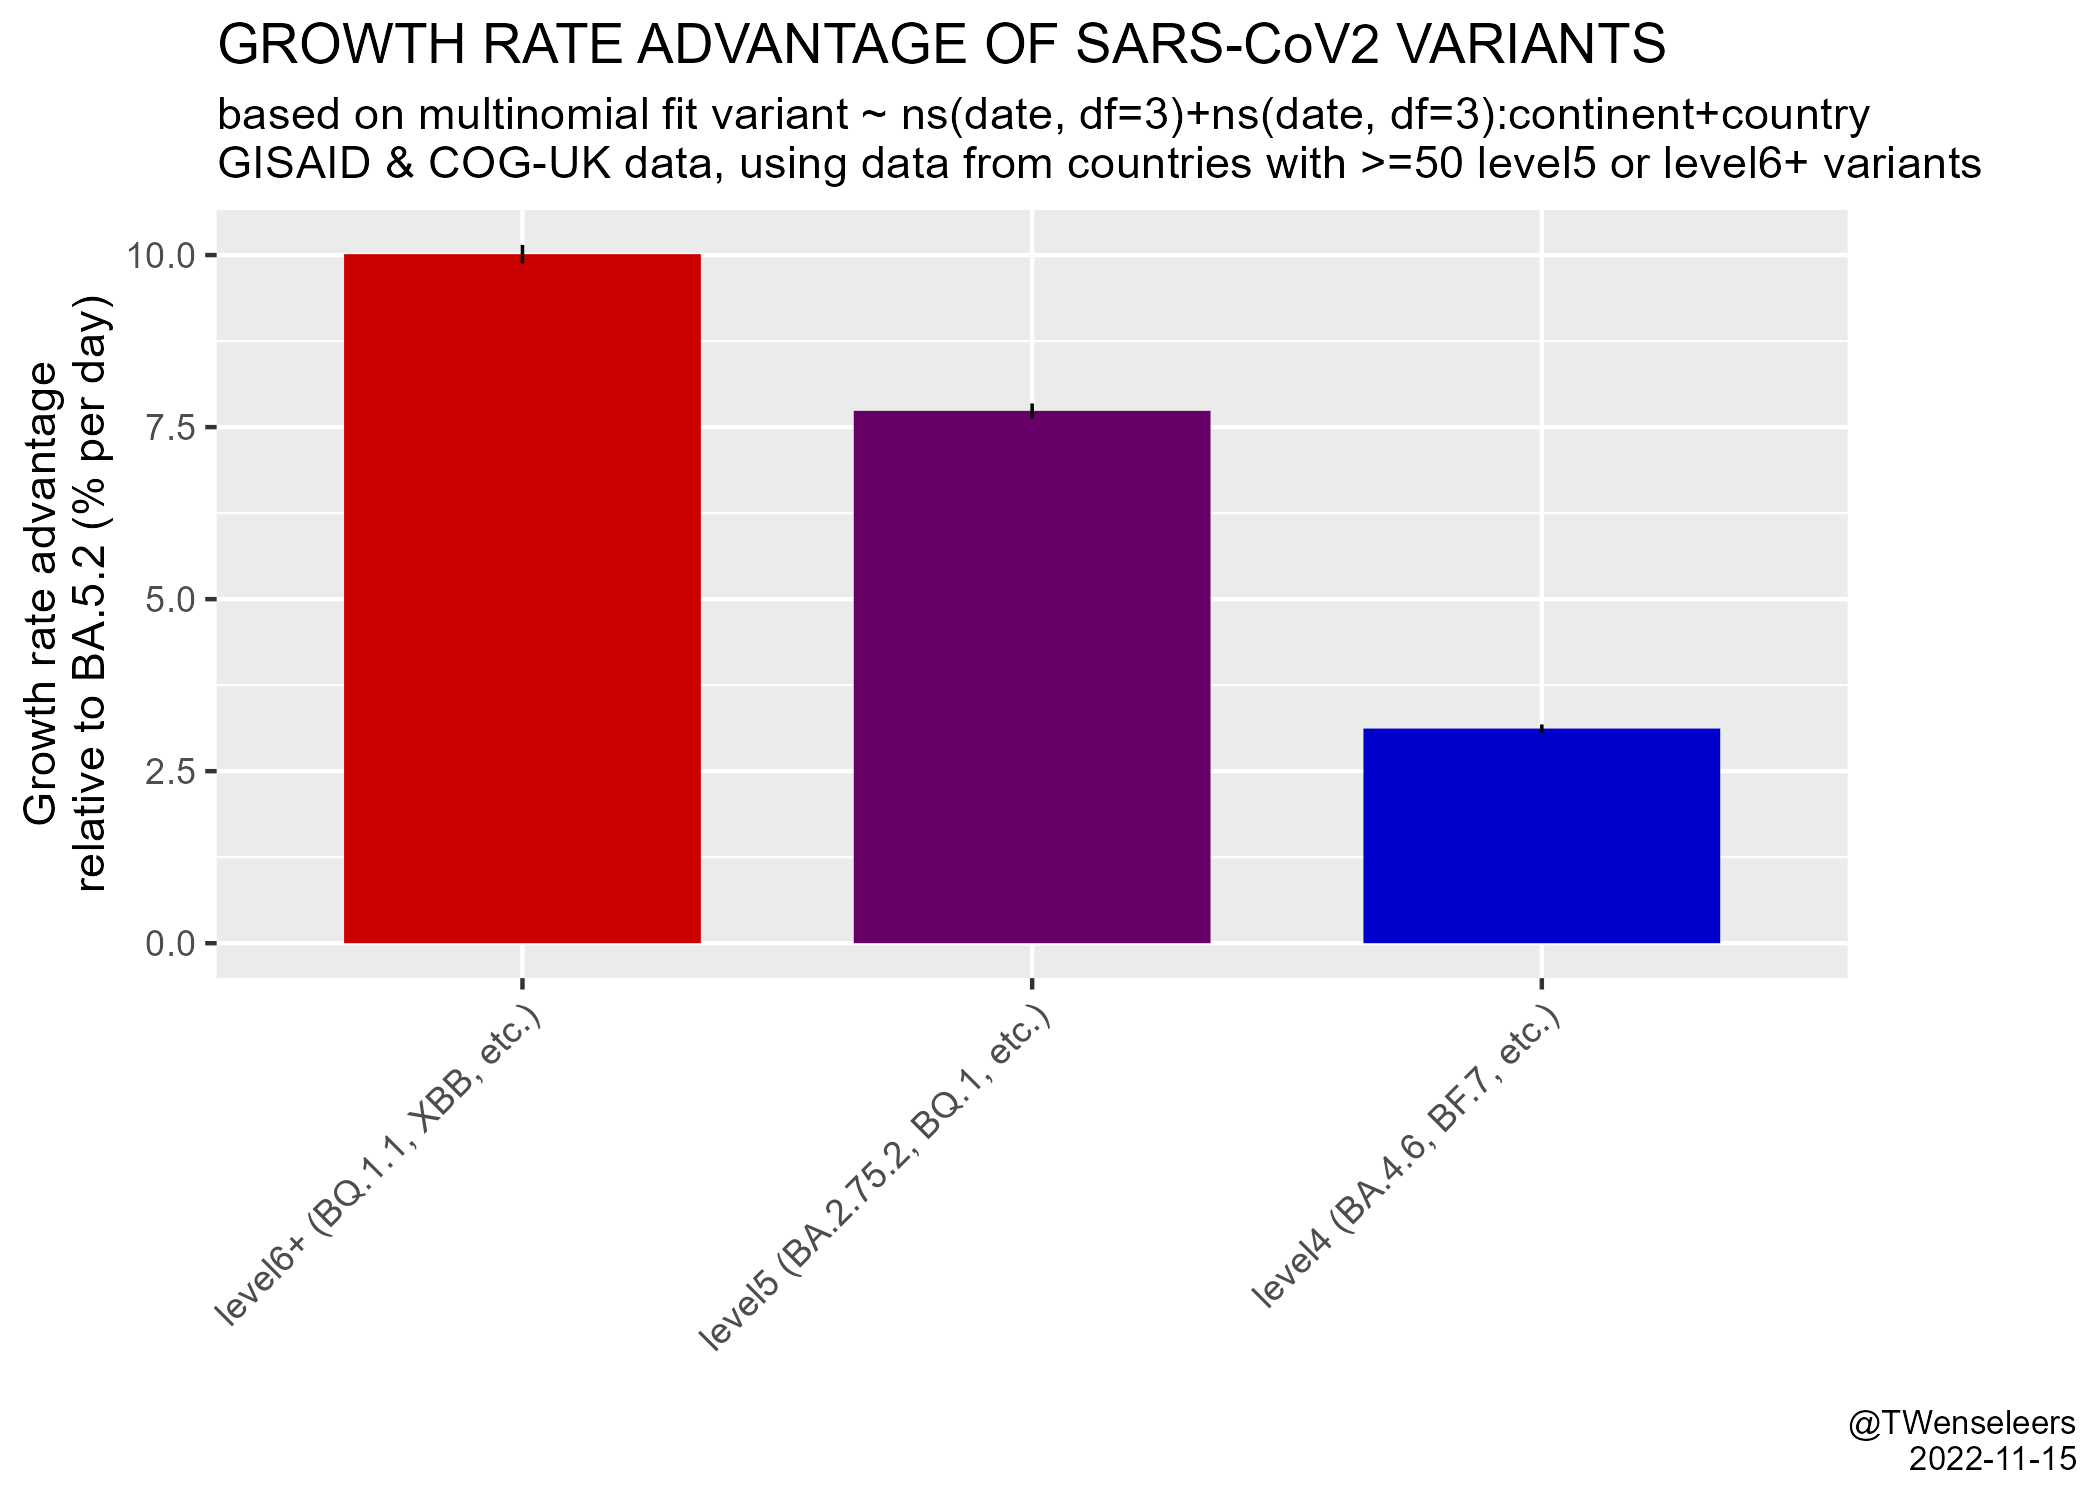 GROWTH RATE ADVANTAGE OF SARS-CoV2 VARIANTS
based on multinomial fit variant ~ ns(date, df=3)+ns(date, df=3):continent+country
GISAID & COG-UK data, using data from countries with >=50 level5 or level6+ variants
Growth rate advantage
relative to BA.5.2 (% per day)
10.0
7.5
5.0
2.5
0.0
level6+ (BQ.1.1, XBB, etc.)
level5 (BA.2.75.2, BQ.1, etc)
level4 (BA.4.6, BF.7, etc.)
@TWenseleers
2022-11-15